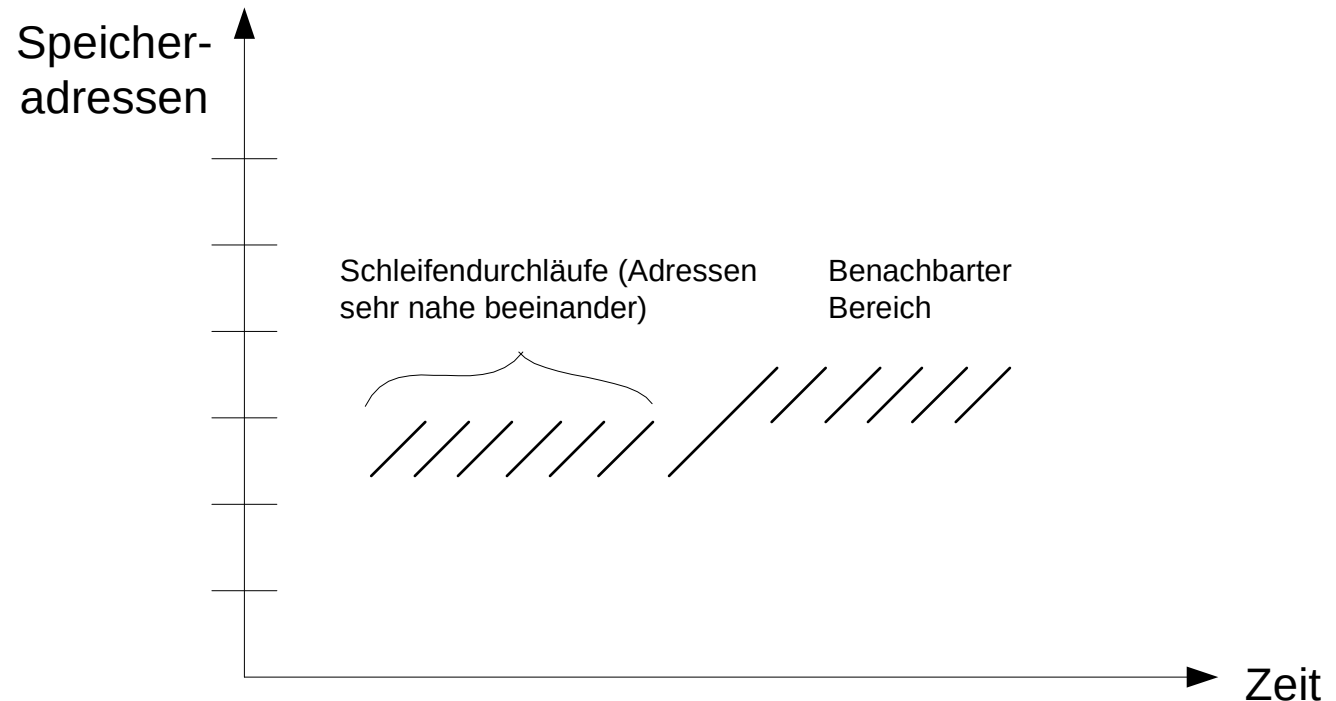 Speicher-
adressen
Schleifendurchläufe (Adressen
sehr nahe beeinander)
Benachbarter
Bereich
Zeit